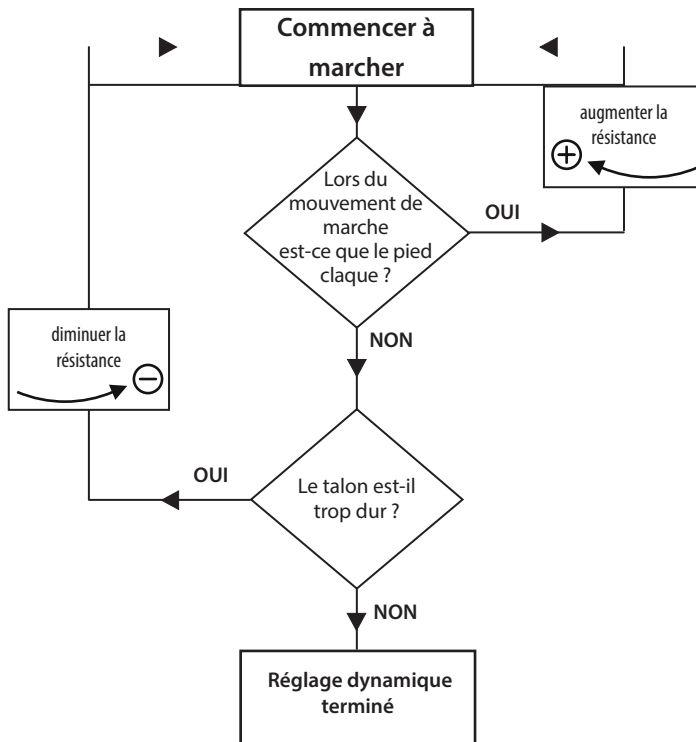 Commencer à
marcher
augmenter la
résistance
Lors du
mouvement de
marche
est-ce que le pied
claque ?
OUI
NON
diminuer la
résistance
OUI
Le talon est-il
trop dur ?
NON
Réglage dynamique
terminé